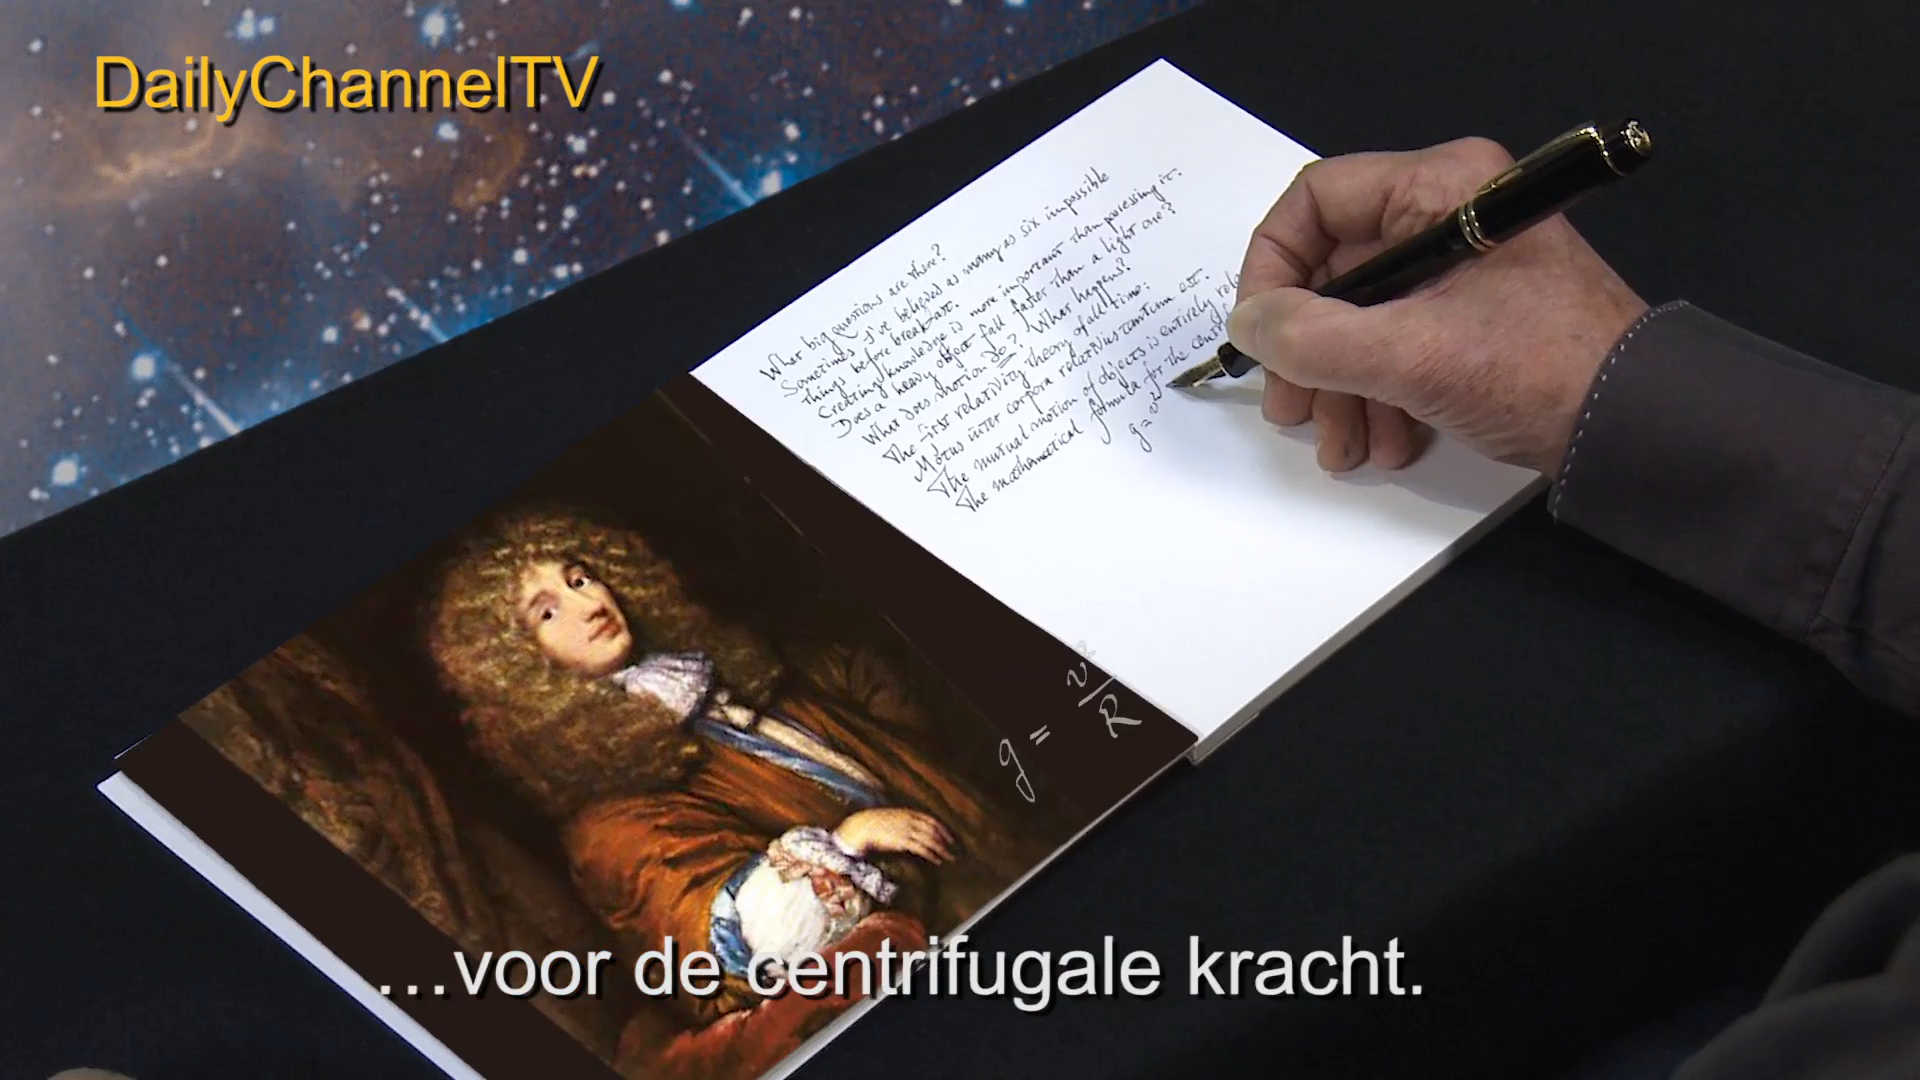 DailyChannelTV
What big questions are there?
Sometimes I've believed as many as six impossible
things before breakfast.
Creating knowledge is more important than possessing it.
Does a heavy object fall faster than a light one?
What does motion do? What happens?
The first relativity theory of all time:
Motus inter corpora relativus tantum est.
The mutual motion of objects is entirely
The mathematical formula for the
g = v²
g = v²
R
…voor de centrifugale kracht.